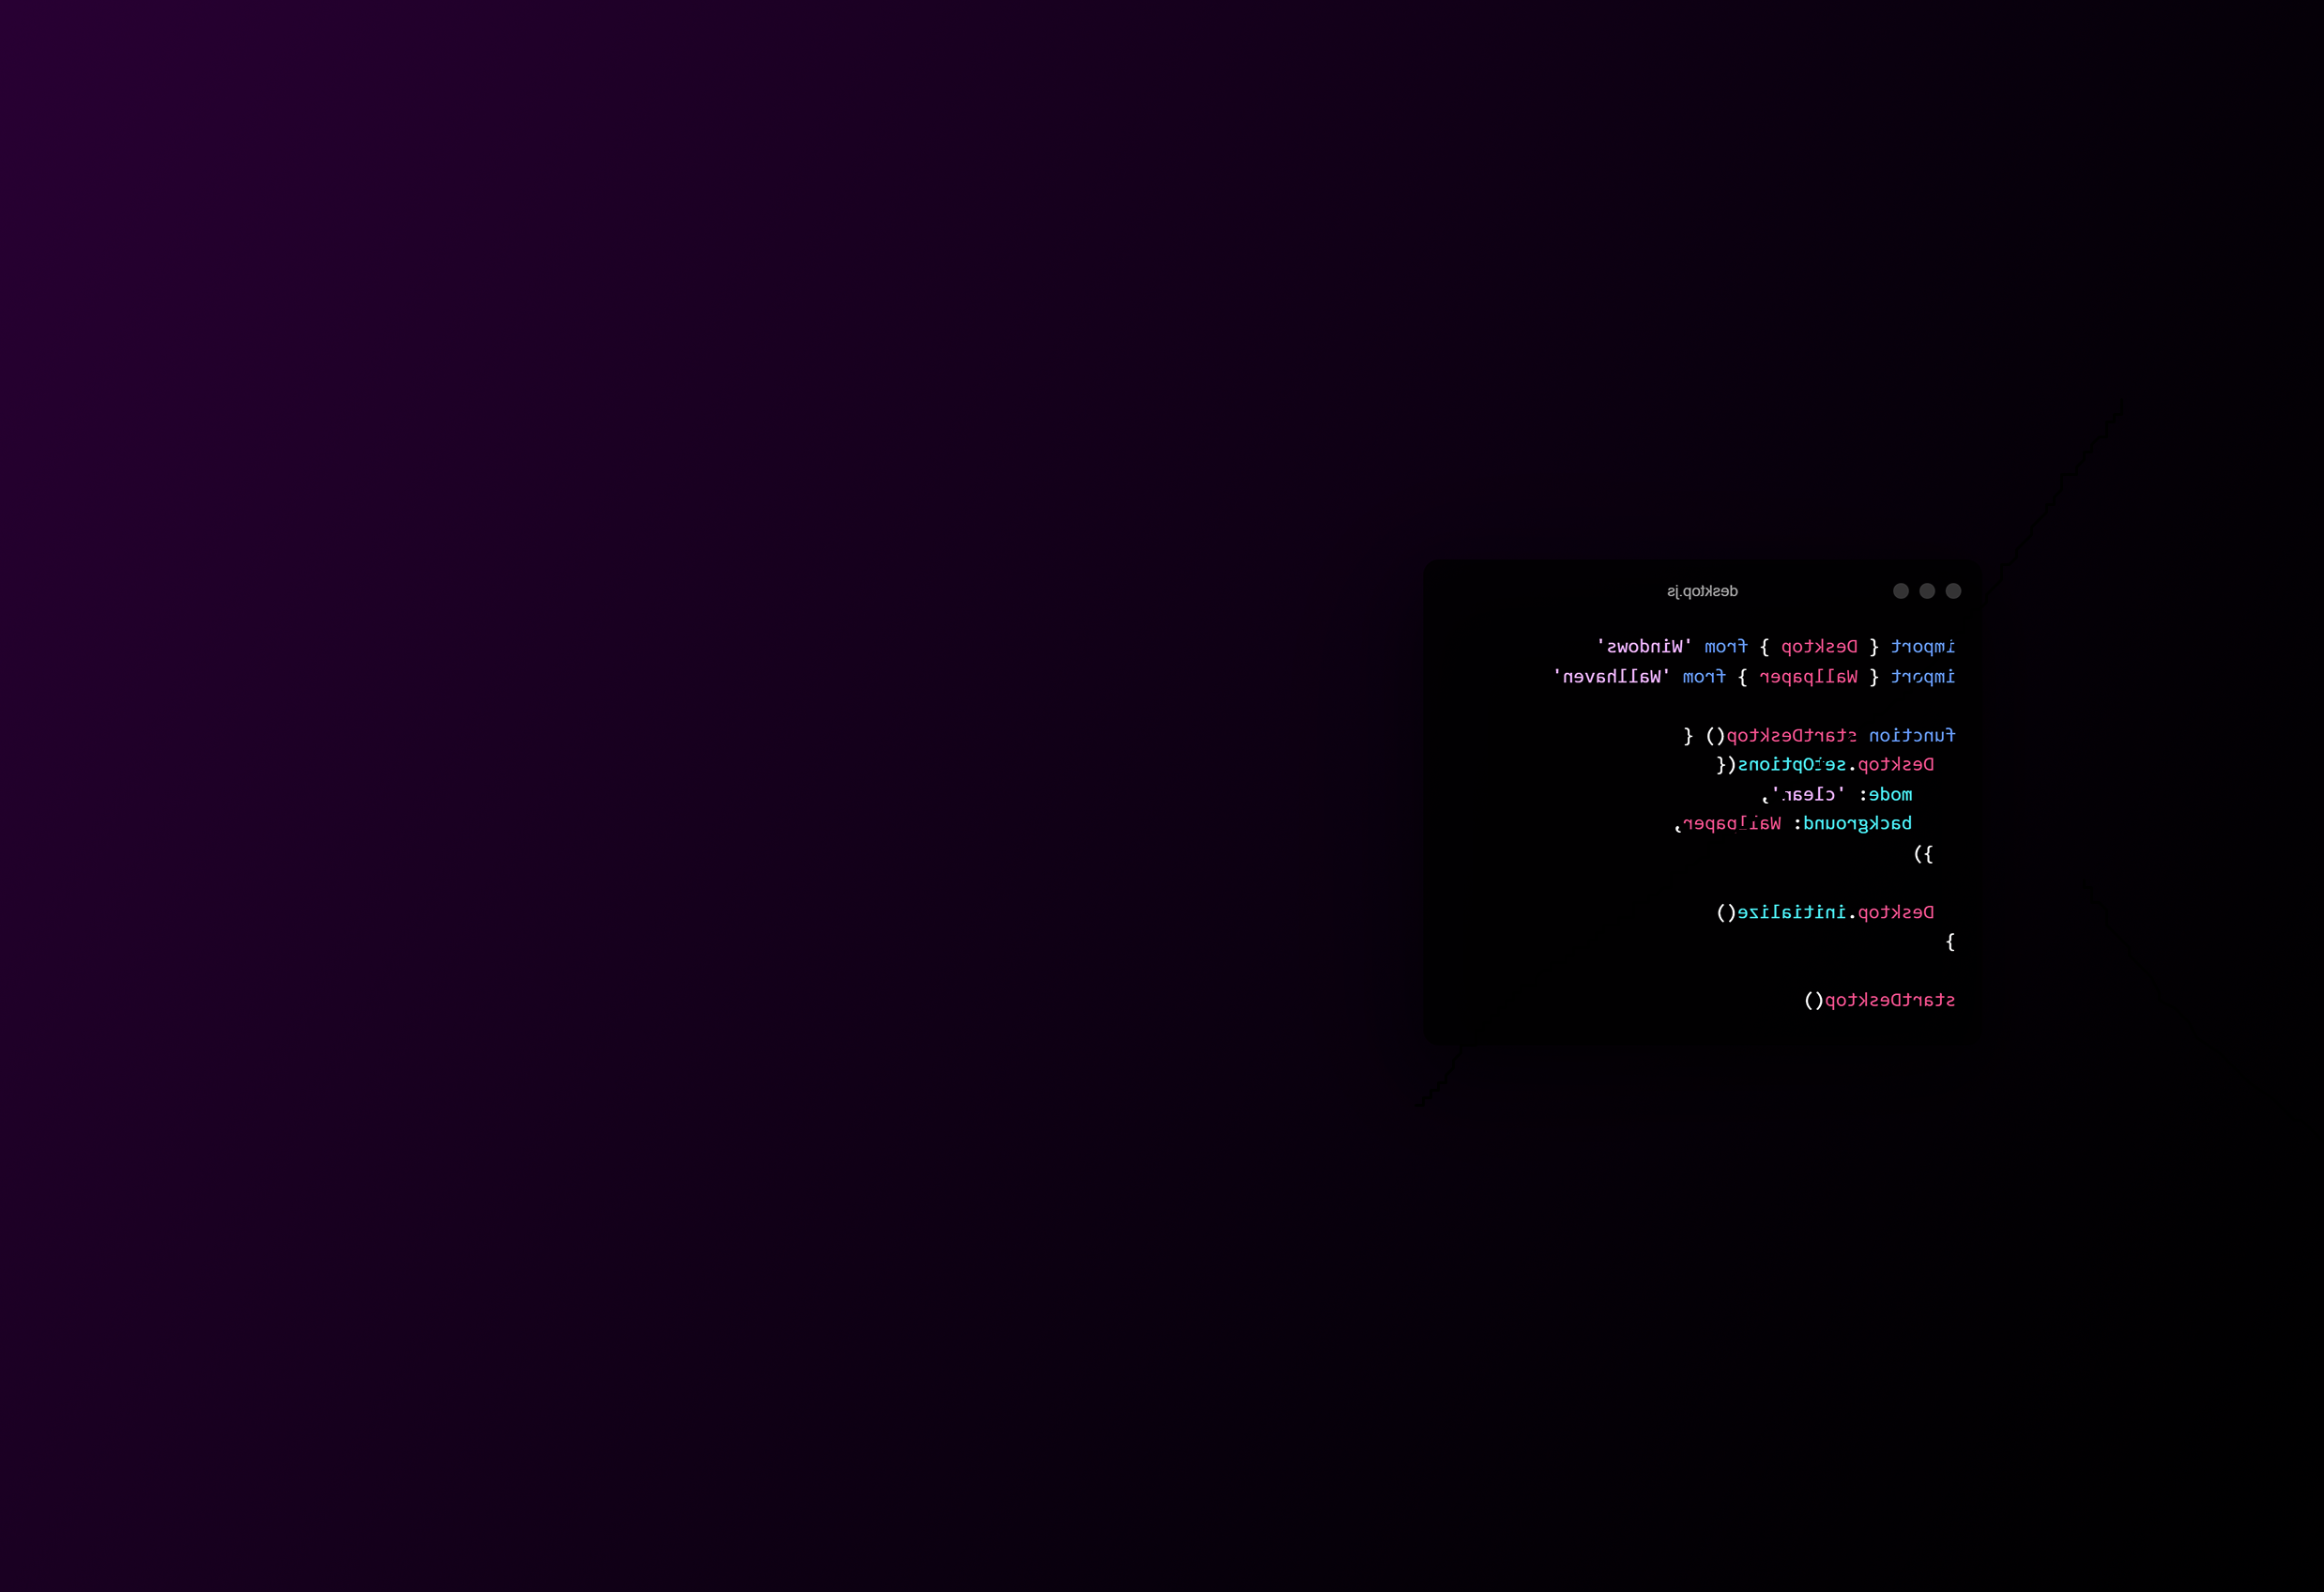 desktop.js
import { Desktop } from 'Windows'
import { Wallpaper } from 'Wallhaven'
function startDesktop() {
  Desktop.setOptions({
    mode: 'clear',
    background: Wallpaper,
  })
  Desktop.initialize()
}
startDesktop()